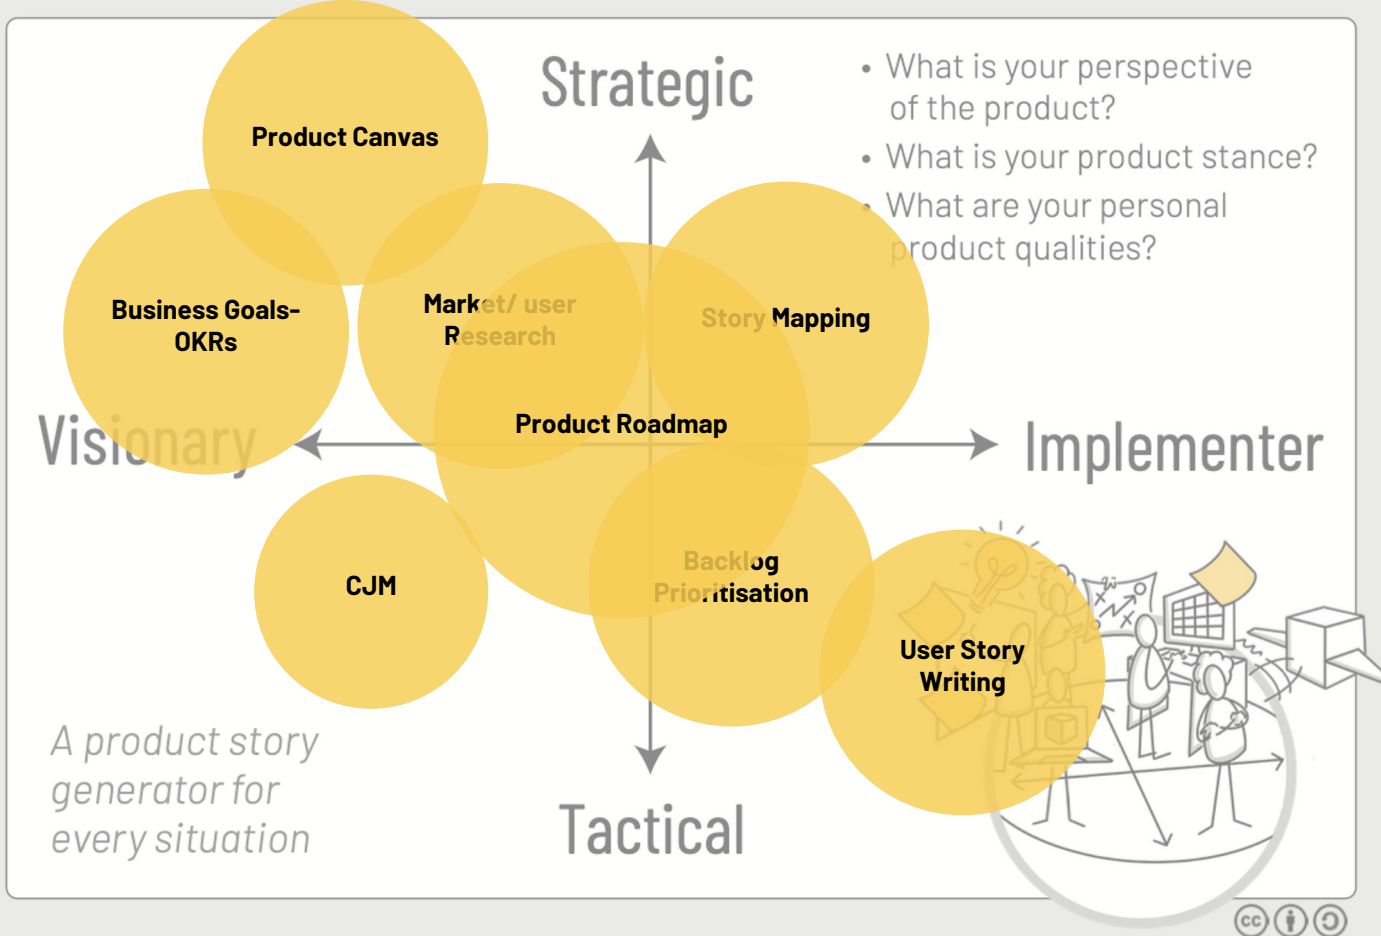 Strategic
• What is your perspective
of the product?
• What is your product stance?
• What are your personal
product qualities?
Product Canvas
Business Goals-
OKRs
Market/ user
Research
Story Mapping
Product Roadmap
Visionary
Implementer
CJM
Backlog
Prioritisation
User Story
Writing
A product story
generator for
every situation
Tactical
cc